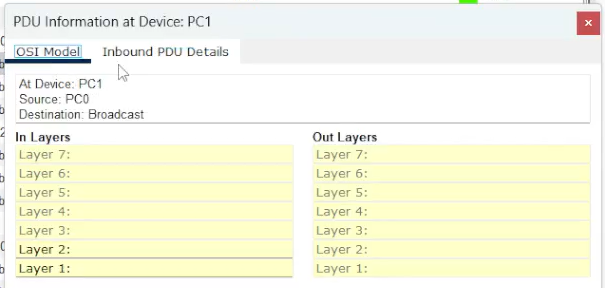 PDU Information at Device: PC1
OSI Model
Inbound PDU Details
At Device: PC1
Source: PC0
Destination: Broadcast
In Layers
Layer 7:
Layer 6:
Layer 5:
Layer 4:
Layer 3:
Layer 2:
Layer 1:
Out Layers
Layer 7:
Layer 6:
Layer 5:
Layer 4:
Layer 3:
Layer 2:
Layer 1: